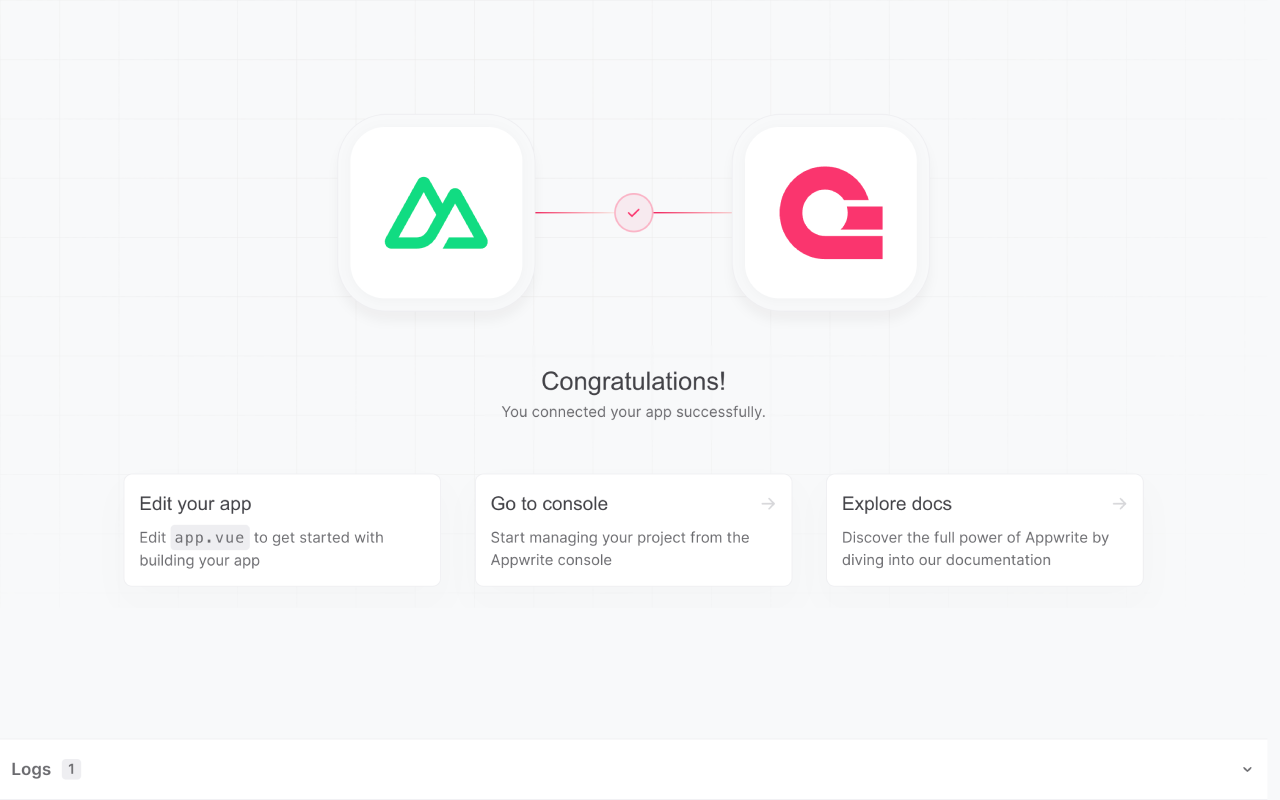 Congratulations!
You connected your app successfully.
Edit your app
Edit app.vue to get started with
building your app
Go to console
Start managing your project from the
Appwrite console
Explore docs
Discover the full power of Appwrite by
diving into our documentation
Logs 1